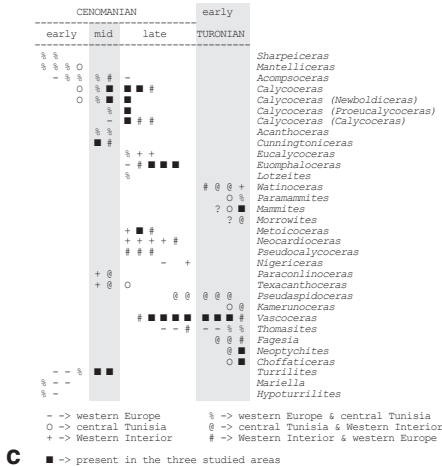 CENOMANIAN early
early mid late TURONIAN
% % Sharpeiceras
% % % O Mantelliceras
- % % % # - Acompsoceras
O % ■ ■ ■ # Calycoceras
O % ■ ■ Calycoceras (Newboldiceras)
% ■ Calycoceras (Proeucalycoceras)
- ■ # # Calycoceras (Calycoceras)
% % Acanthoceras
■ # Cunningtoniceras
% + + Eucalycoceras
- # ■ ■ ■ Euomphaloceras
% Lotzeites
# @ @ + Watinoceras
O % Paramammites
? O ■ Mammites
? @ Morrowites
+ ■ # Metoicoceras
+ + + + # Neocardioceras
# # # Pseudocalycoceras
- + Nigericeras
+ @ Paraconlinoceras
+ @ O Texacanthoceras
@ @ @ @ @ Pseudaspidoceras
O @ Kamerunoceras
# ■ ■ ■ ■ ■ ■ ■ # Vascoceras
- - # - - % % Thomasites
@ @ # Fagesia
@ ■ Neoptychites
O ■ Choffaticeras
- - % ■ ■ Turrilites
% - - Mariella
% - Hypoturrilites
- -> western Europe % -> western Europe & central Tunisia
O -> central Tunisia @ -> central Tunisia & Western Interior
+ -> Western Interior # -> Western Interior & western Europe
C ■ -> present in the three studied areas